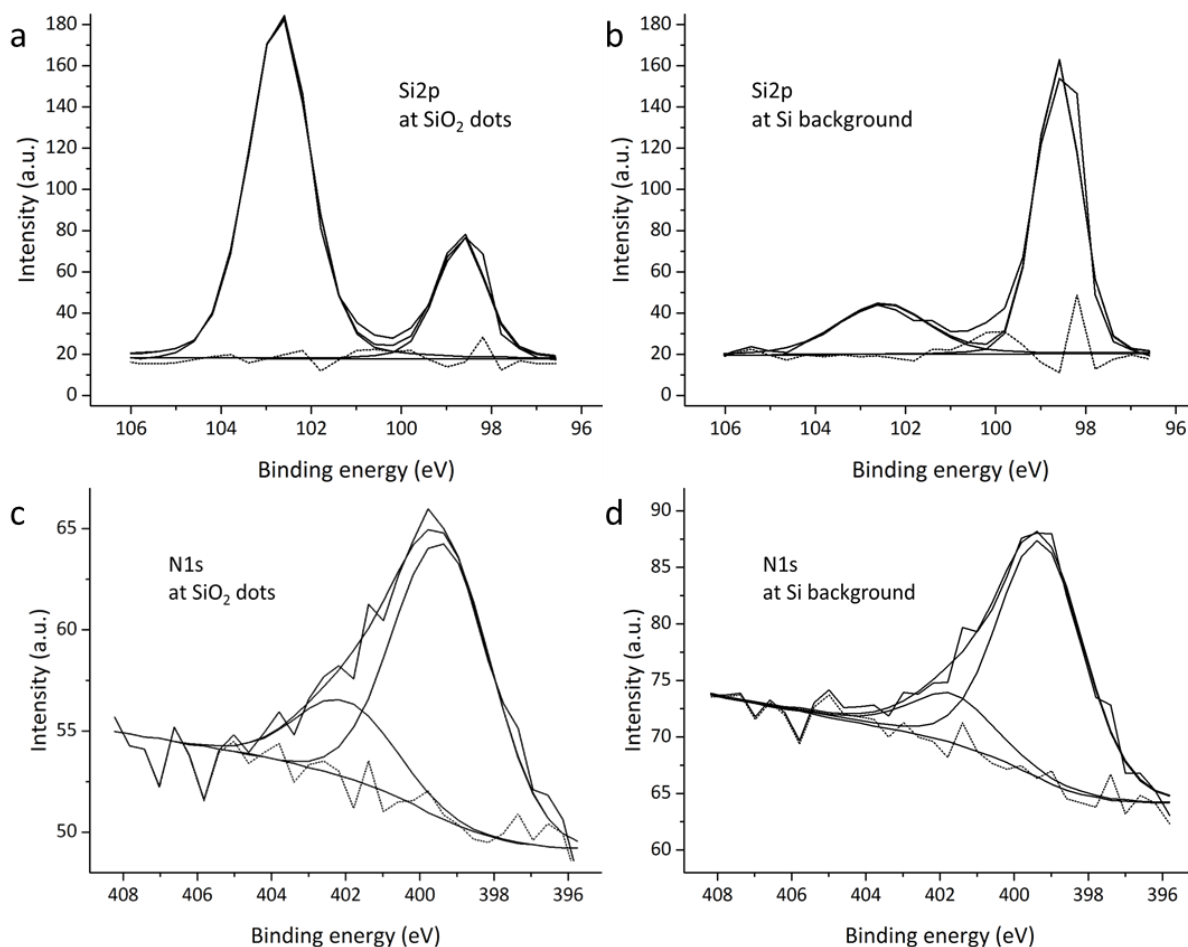 a
Si2p
at SiO₂ dots
Intensity (a.u.)
180
160
140
120
100
80
60
40
20
0
106 104 102 100 98 96
Binding energy (eV)
b
Si2p
at Si background
Intensity (a.u.)
180
160
140
120
100
80
60
40
20
0
106 104 102 100 98 96
Binding energy (eV)
c
N1s
at SiO₂ dots
Intensity (a.u.)
65
60
55
50
408 406 404 402 400 398 396
Binding energy (eV)
d
N1s
at Si background
Intensity (a.u.)
90
85
80
75
70
65
60
408 406 404 402 400 398 396
Binding energy (eV)